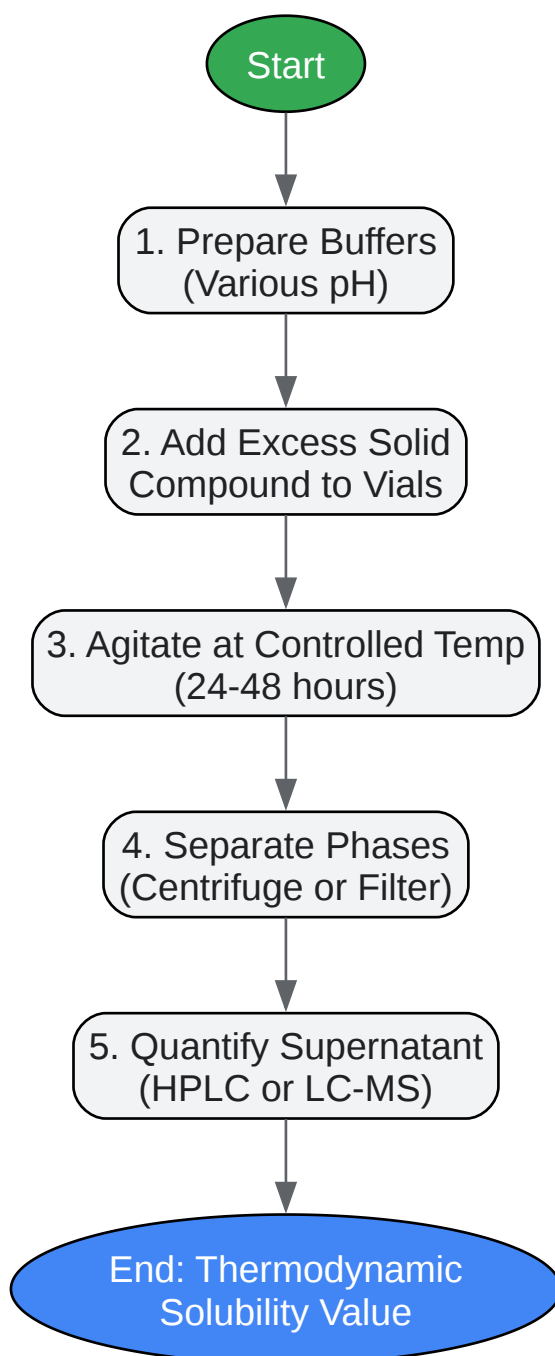 Start
1. Prepare Buffers
(Various pH)
2. Add Excess Solid
Compound to Vials
3. Agitate at Controlled Temp
(24-48 hours)
4. Separate Phases
(Centrifuge or Filter)
5. Quantify Supernatant
(HPLC or LC-MS)
End: Thermodynamic
Solubility Value